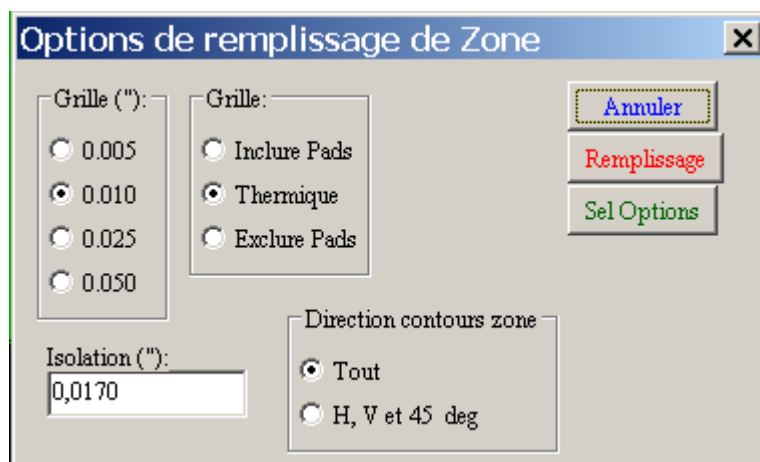 Options de remplissage de Zone
Grille ("):
0.005
0.010
0.025
0.050
Grille:
Inclure Pads
Thermique
Exclure Pads
Annuler
Remplissage
Sel Options
Isolation ("):
0,0170
Direction contours zone
Tout
H, V et 45 deg